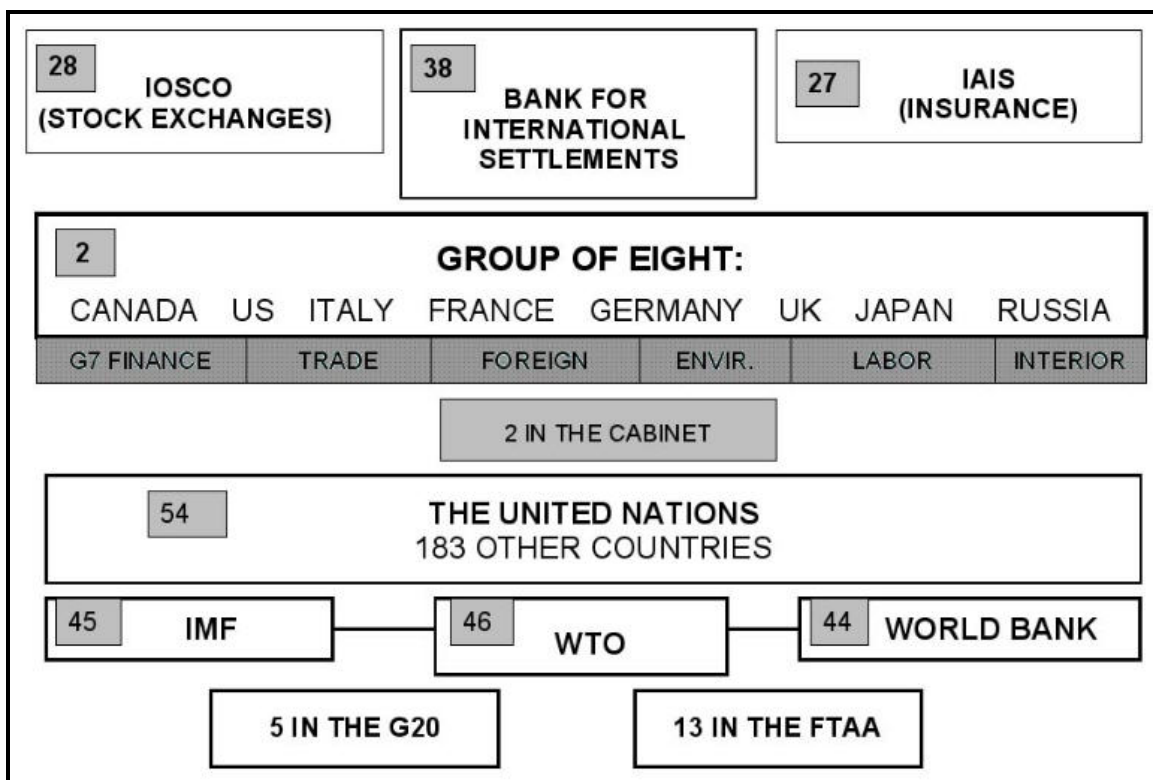 28
IOSCO
(STOCK EXCHANGES)
38
BANK FOR
INTERNATIONAL
SETTLEMENTS
27
IAIS
(INSURANCE)
2
GROUP OF EIGHT:
CANADA US ITALY FRANCE GERMANY UK JAPAN RUSSIA
G7 FINANCE TRADE FOREIGN ENVIR. LABOR INTERIOR
2 IN THE CABINET
54
THE UNITED NATIONS
183 OTHER COUNTRIES
45 IMF
46 WTO
44 WORLD BANK
5 IN THE G20
13 IN THE FTAA